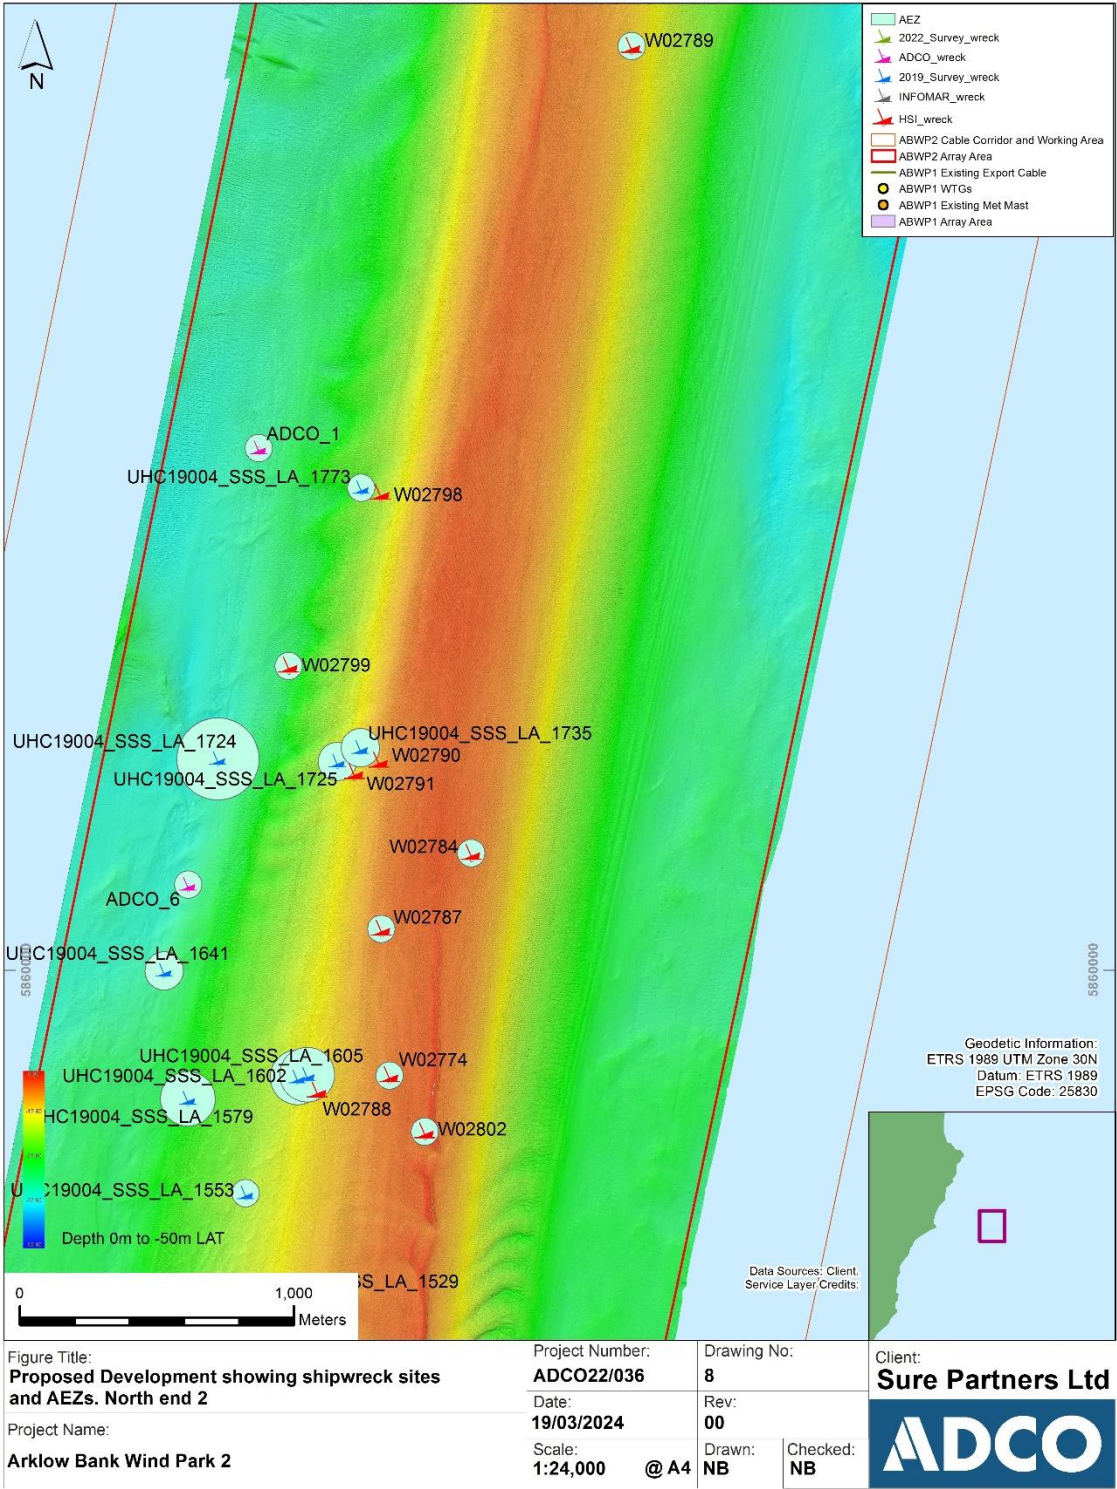 N
AEZ
2022_Survey_wreck
ADCO_wreck
2019_Survey_wreck
INFOMAR_wreck
HSI_wreck
ABWP2 Cable Corridor and Working Area
ABWP2 Array Area
ABWP1 Existing Export Cable
ABWP1 WTGs
ABWP1 Existing Met Mast
ABWP1 Array Area
W02789
ADCO_1
UHC19004_SSS_LA_1773
W02798
W02799
UHC19004_SSS_LA_1724
UHC19004_SSS_LA_1735
W02790
UHC19004_SSS_LA_1725
W02791
W02784
ADCO_6
W02787
UHC19004_SSS_LA_1641
5860000
5860000
UHC19004_SSS_LA_1605
W02774
UHC19004_SSS_LA_1602
W02788
HC19004_SSS_LA_1579
W02802
C19004_SSS_LA_1553
SS_LA_1529
Depth 0m to -50m LAT
0 1,000
Meters
Geodetic Information:
ETRS 1989 UTM Zone 30N
Datum: ETRS 1989
EPSG Code: 25830
Data Sources: Client.
Service Layer Credits:
Figure Title:
Proposed Development showing shipwreck sites
and AEZs. North end 2
Project Name:
Arklow Bank Wind Park 2
Project Number:
ADCO22/036
Drawing No:
8
Date:
19/03/2024
Rev:
00
Scale:
1:24,000 @ A4
Drawn:
NB
Checked:
NB
Client:
Sure Partners Ltd
ADCO